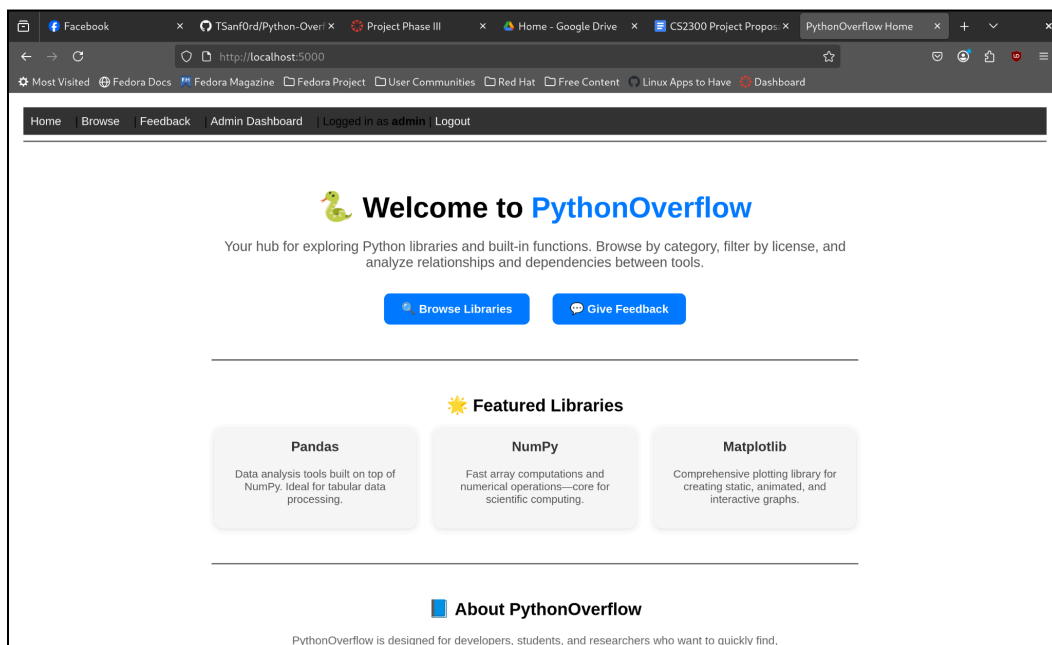 Facebook
TSanf0rd/Python-Overf
Project Phase III
Home - Google Drive
CS2300 Project Propos
PythonOverflow Home
http://localhost:5000
Most Visited Fedora Docs Fedora Magazine Fedora Project User Communities Red Hat Free Content Linux Apps to Have Dashboard
Home | Browse | Feedback | Admin Dashboard | Logged in as admin | Logout
Welcome to PythonOverflow
Your hub for exploring Python libraries and built-in functions. Browse by category, filter by license, and
analyze relationships and dependencies between tools.
Browse Libraries
Give Feedback
Featured Libraries
Pandas
Data analysis tools built on top of
NumPy. Ideal for tabular data
processing.
NumPy
Fast array computations and
numerical operations—core for
scientific computing.
Matplotlib
Comprehensive plotting library for
creating static, animated, and
interactive graphs.
About PythonOverflow
PythonOverflow is designed for developers, students, and researchers who want to quickly find,